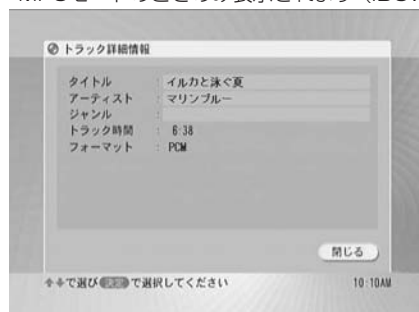 トラック詳細情報
タイトル : イルカと泳ぐ夏
アーティスト : マリンブルー
ジャンル :
トラック時間 : 6:38
フォーマット : PCM
閉じる
で選び 決定 で選択してください 10:10AM